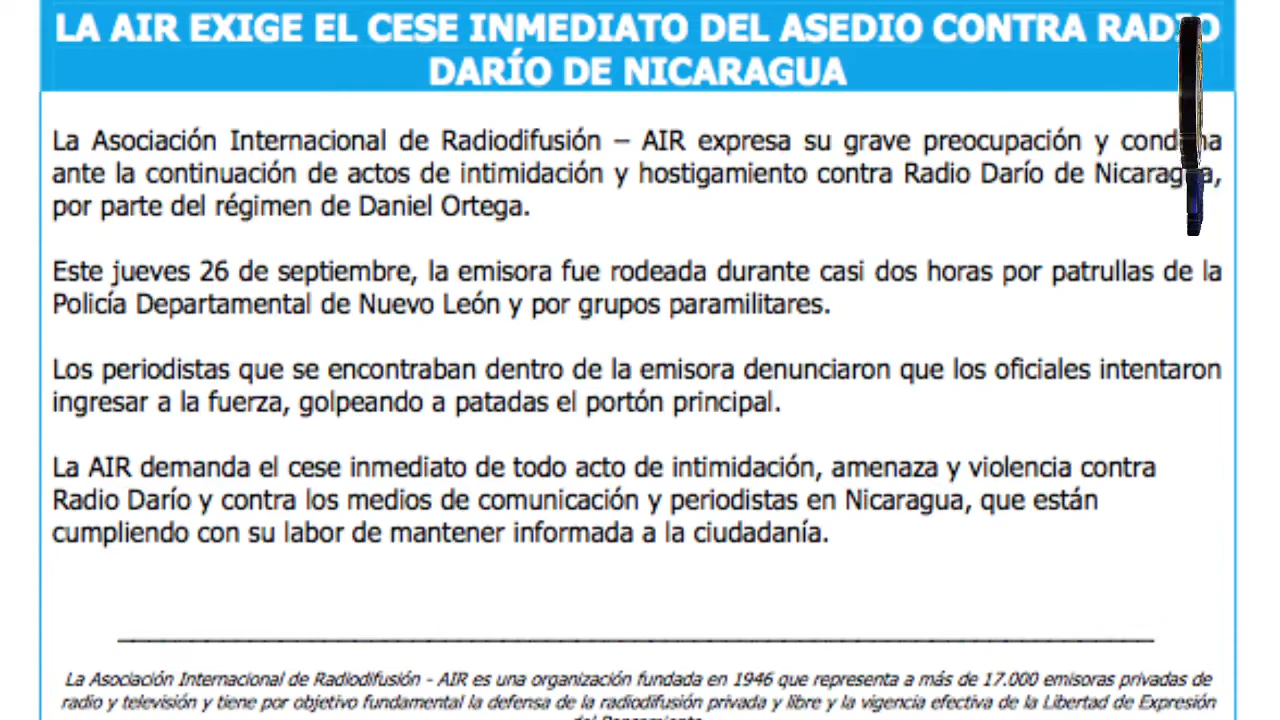 LA AIR EXIGE EL CESE INMEDIATO DEL ASEDIO CONTRA RADIO
DARÍO DE NICARAGUA
La Asociación Internacional de Radiodifusión – AIR expresa su grave preocupación y condena
ante la continuación de actos de intimidación y hostigamiento contra Radio Darío de Nicaragua,
por parte del régimen de Daniel Ortega.
Este jueves 26 de septiembre, la emisora fue rodeada durante casi dos horas por patrullas de la
Policía Departamental de Nuevo León y por grupos paramilitares.
Los periodistas que se encontraban dentro de la emisora denunciaron que los oficiales intentaron
ingresar a la fuerza, golpeando a patadas el portón principal.
La AIR demanda el cese inmediato de todo acto de intimidación, amenaza y violencia contra
Radio Darío y contra los medios de comunicación y periodistas en Nicaragua, que están
cumpliendo con su labor de mantener informada a la ciudadanía.
La Asociación Internacional de Radiodifusión - AIR es una organización fundada en 1946 que representa a más de 17.000 emisoras privadas de
radio y televisión y tiene por objetivo fundamental la defensa de la radiodifusión privada y libre y la vigencia efectiva de la Libertad de Expresión